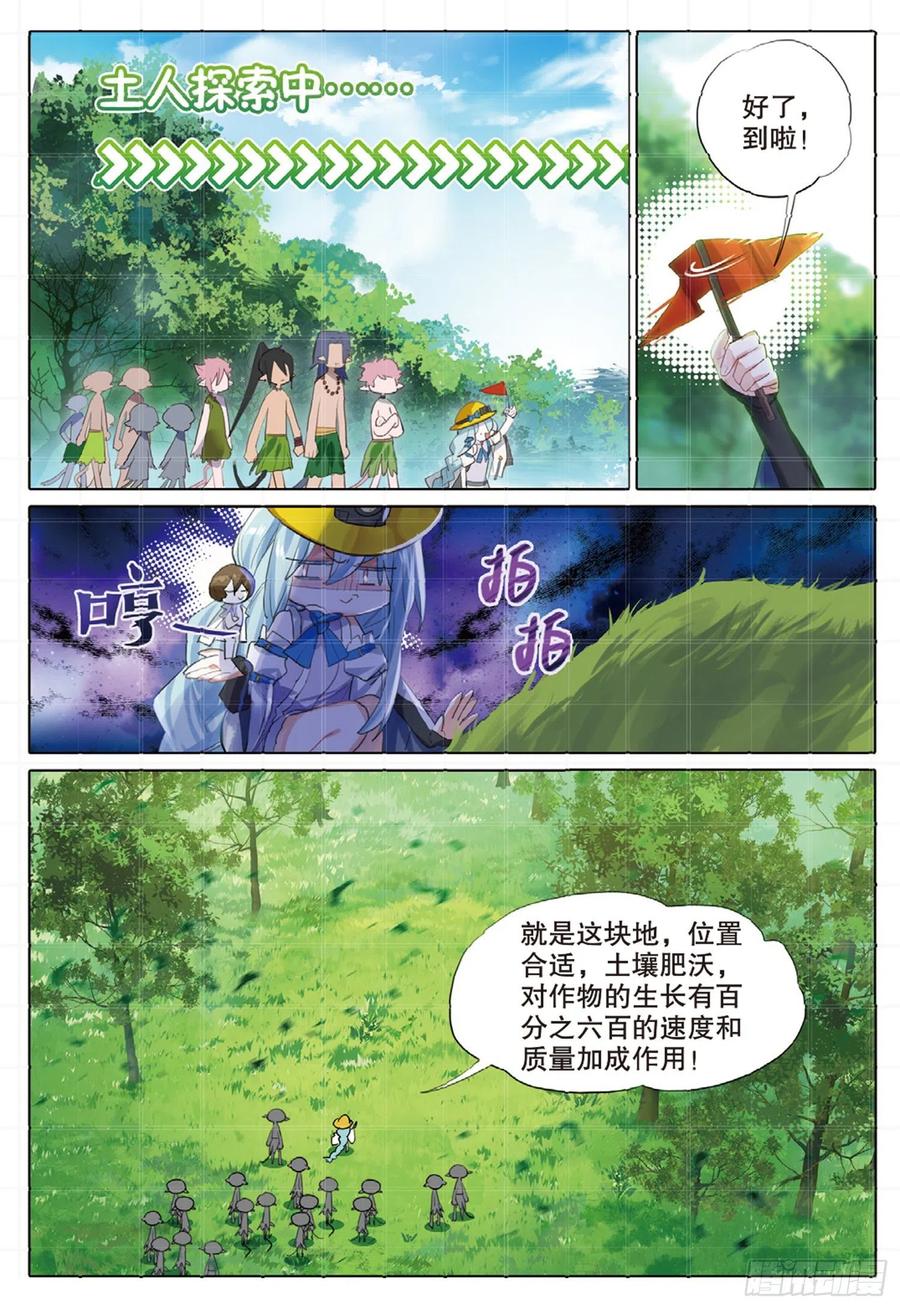 土人探索中……
好了，
到啦！
哼
拍
拍
就是这块地，位置
合适，土壤肥沃，
对作物的生长有百
分之六百的速度和
质量加成作用！
腾讯动漫